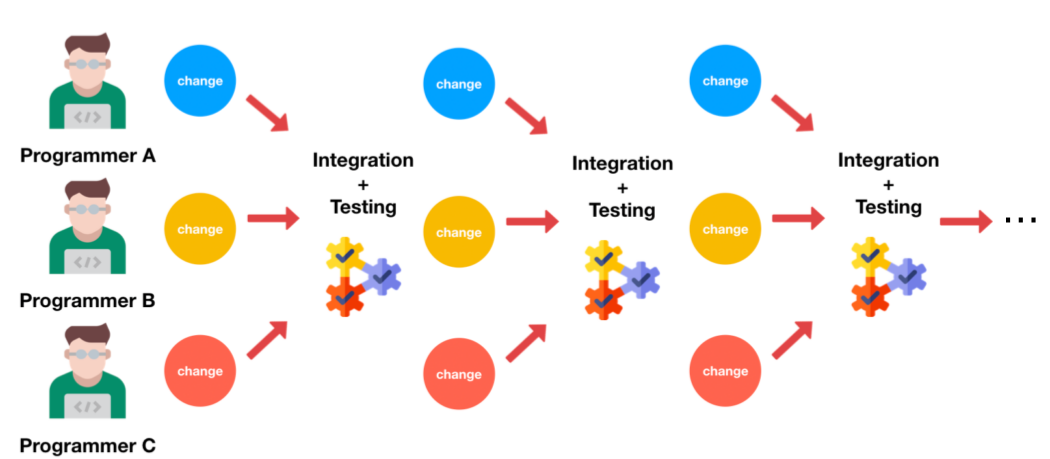 change
change
change
</>
Programmer A
Integration
+
Testing
Integration
+
Testing
Integration
+
Testing
change
change
change
...
</>
Programmer B
change
change
change
</>
Programmer C